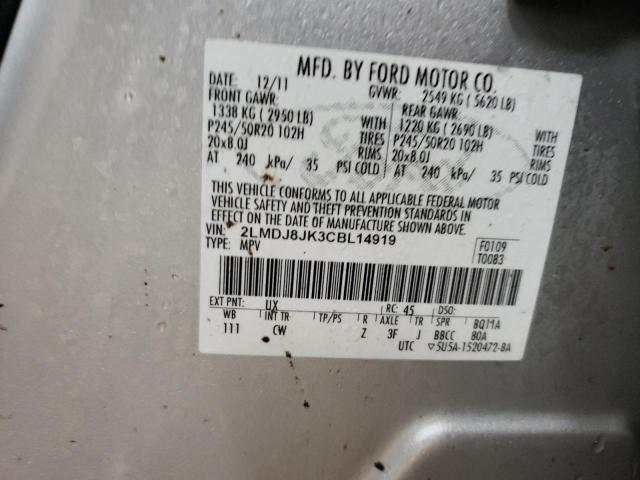 MFD. BY FORD MOTOR CO.
DATE: 12/11 GVWR: 2549 KG ( 5620 LB)
FRONT GAWR: REAR GAWR:
1338 KG ( 2950 LB) 1220 KG ( 2690 LB)
P245/50R20 102H TIRES P245/50R20 102H TIRES
20x8.0J RIMS 20x8.0J RIMS
AT 240 kPa/ 35 PSI COLD AT 240 kPa/ 35 PSI COLD
THIS VEHICLE CONFORMS TO ALL APPLICABLE FEDERAL MOTOR
VEHICLE SAFETY AND THEFT PREVENTION STANDARDS IN
EFFECT ON THE DATE OF MANUFACTURE SHOWN ABOVE.
VIN: 2LMDJ8JK3CBL14919 F0109
TYPE: MPV T0083
EXT PNT: UX RC: 45 DSO:
WB INT TR TP/PS R AXLE TR SPR BQ11A
111 CW Z 3F J BBCC 80A
UTC ▽5U5A-1520472-BA